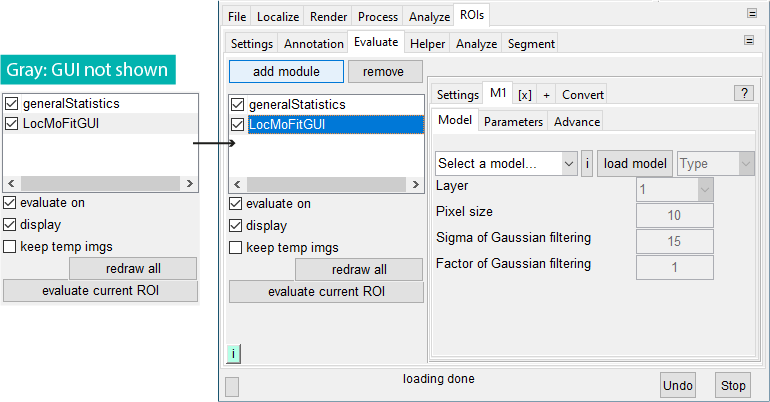 Gray: GUI not shown
generalStatistics
LocMoFitGUI
evaluate on
display
keep temp imgs
redraw all
evaluate current ROI
File Localize Render Process Analyze ROIs
Settings Annotation Evaluate Helper Analyze Segment
add module remove
generalStatistics
LocMoFitGUI
evaluate on
display
keep temp imgs
redraw all
evaluate current ROI
i
Settings M1 [x] + Convert ?
Model Parameters Advance
Select a model... i load model Type
Layer 1
Pixel size 10
Sigma of Gaussian filtering 15
Factor of Gaussian filtering 1
loading done
Undo Stop